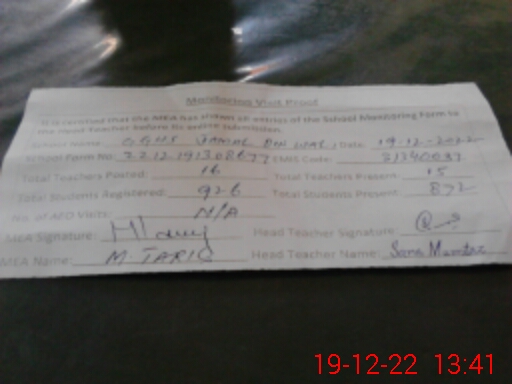 Monitoring Visit Proof
It is certified that the MEA has shown all entries of the School Monitoring Form to
the Head Teacher before its online submission.
School Name: GGHS Date: 19-12-2022
School Form No: EMIS Code:
Total Teachers Posted: 16 Total Teachers Present: 15
Total Students Registered: 926 Total Students Present: 872
No. of AEO Visits: N/A
MEA Signature: Head Teacher Signature:
MEA Name: M TARIQ Head Teacher Name: Sana Mumtaz
19-12-22 13:41